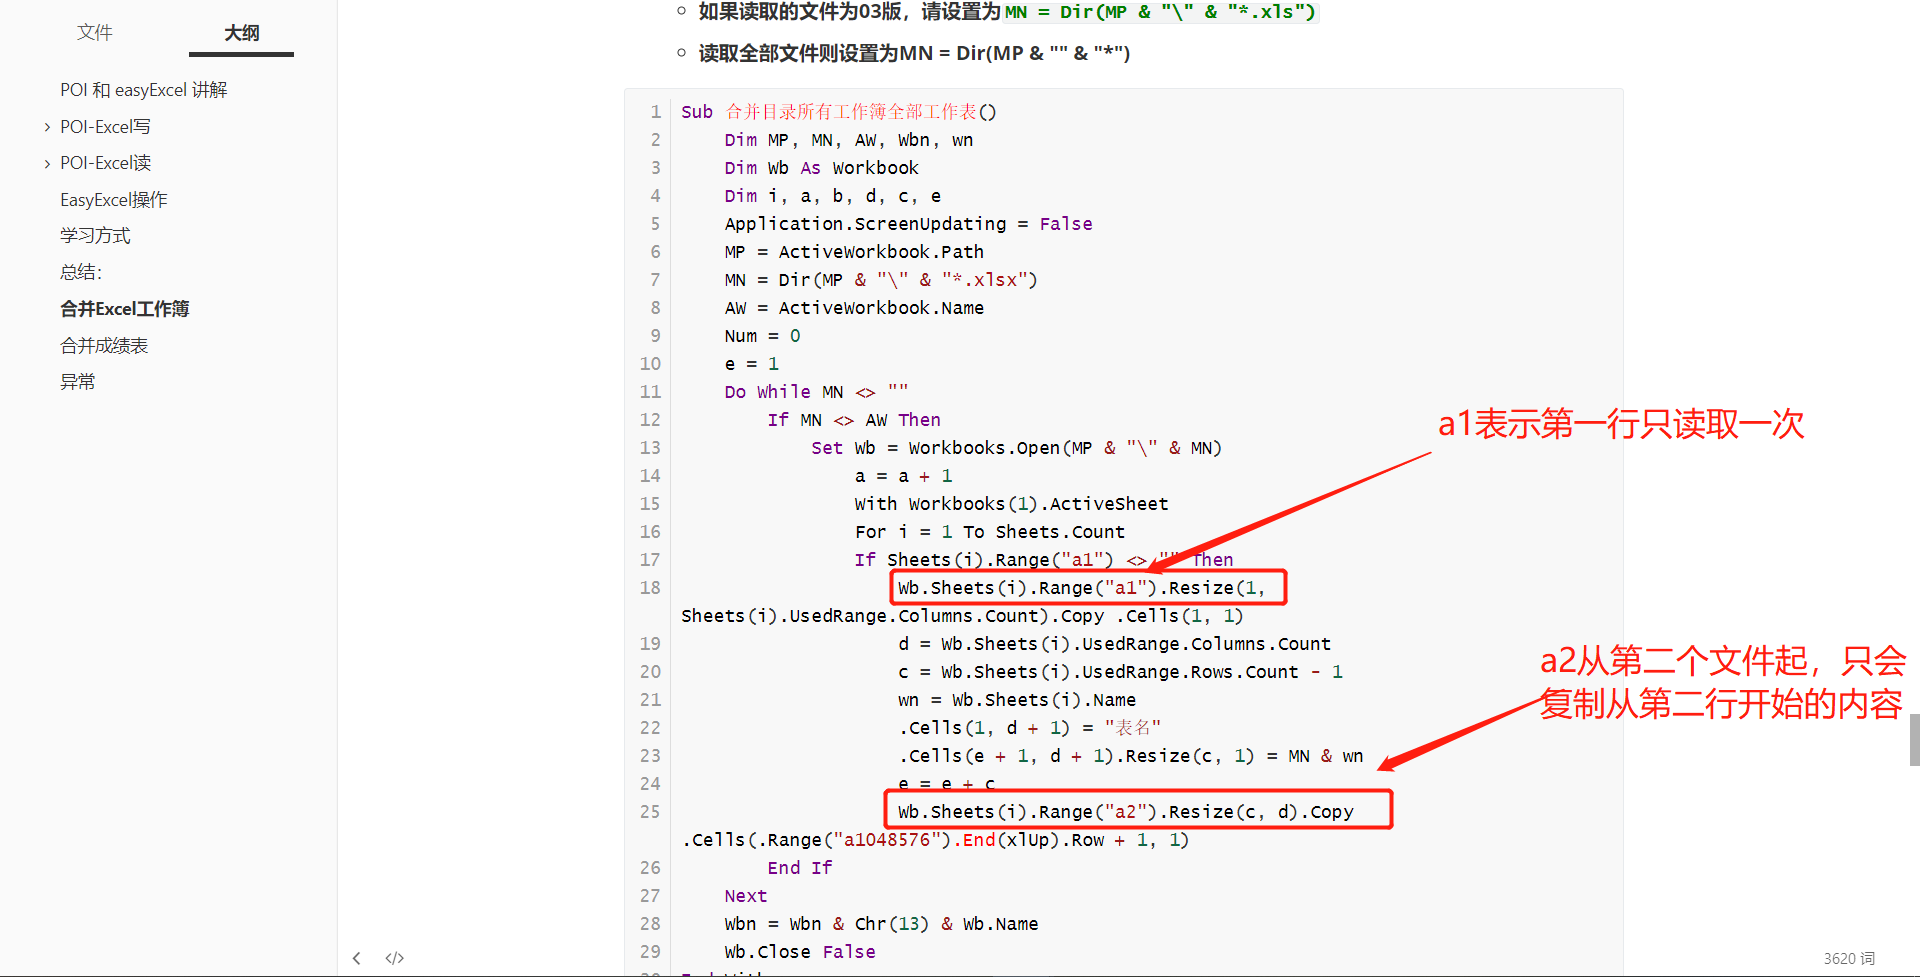 文件
大纲
POI 和 easyExcel 讲解
POI-Excel写
POI-Excel读
EasyExcel操作
学习方式
总结：
合并Excel工作簿
合并成绩表
异常
如果读取的文件为03版，请设置为MN = Dir(MP & "\" & "*.xls")
读取全部文件则设置为MN = Dir(MP & "" & "*")
1 Sub 合并目录所有工作簿全部工作表()
2 Dim MP, MN, AW, Wbn, wn
3 Dim Wb As Workbook
4 Dim i, a, b, d, c, e
5 Application.ScreenUpdating = False
6 MP = ActiveWorkbook.Path
7 MN = Dir(MP & "\" & "*.xlsx")
8 AW = ActiveWorkbook.Name
9 Num = 0
10 e = 1
11 Do While MN <> ""
12 If MN <> AW Then
13 Set Wb = Workbooks.Open(MP & "\" & MN)
14 a = a + 1
15 With Workbooks(1).ActiveSheet
16 For i = 1 To Sheets.Count
17 If Sheets(i).Range("a1") <> "" Then
18 Wb.Sheets(i).Range("a1").Resize(1,
Sheets(i).UsedRange.Columns.Count).Copy .Cells(1, 1)
19 d = Wb.Sheets(i).UsedRange.Columns.Count
20 c = Wb.Sheets(i).UsedRange.Rows.Count - 1
21 wn = Wb.Sheets(i).Name
22 .Cells(1, d + 1) = "表名"
23 .Cells(e + 1, d + 1).Resize(c, 1) = MN & wn
24 e = e + c
25 Wb.Sheets(i).Range("a2").Resize(c, d).Copy
.Cells(.Range("a1048576").End(xlUp).Row + 1, 1)
26 End If
27 Next
28 Wbn = Wbn & Chr(13) & Wb.Name
29 Wb.Close False
a1表示第一行只读取一次
a2从第二个文件起，只会
复制从第二行开始的内容
</>
3620 词